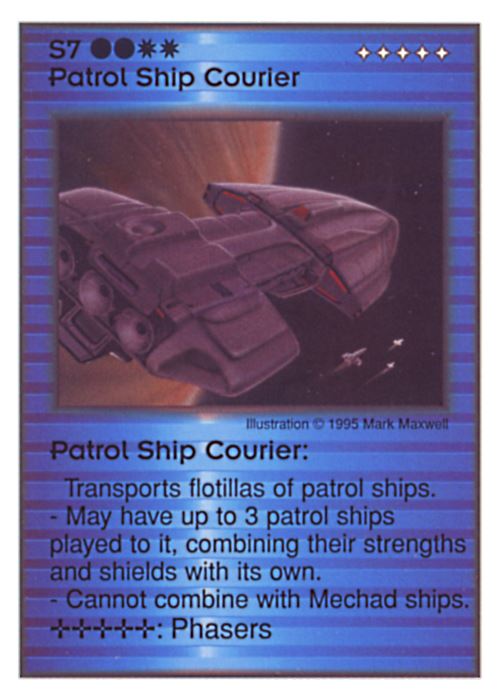 S7 ●●✷✷ ✧✧✧✧✧
Patrol Ship Courier
Illustration © 1995 Mark Maxwell
Patrol Ship Courier:
Transports flotillas of patrol ships.
- May have up to 3 patrol ships
played to it, combining their strengths
and shields with its own.
- Cannot combine with Mechad ships.
✢✢✢✢✢: Phasers